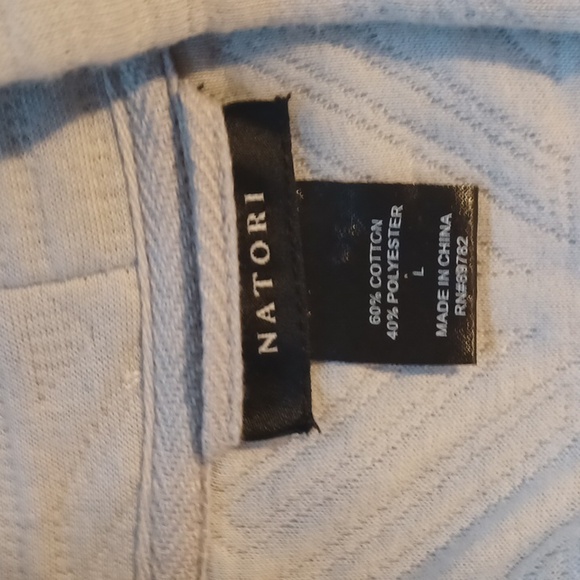 NATORI
60% COTTON
40% POLYESTER
L
MADE IN CHINA
RN#89782